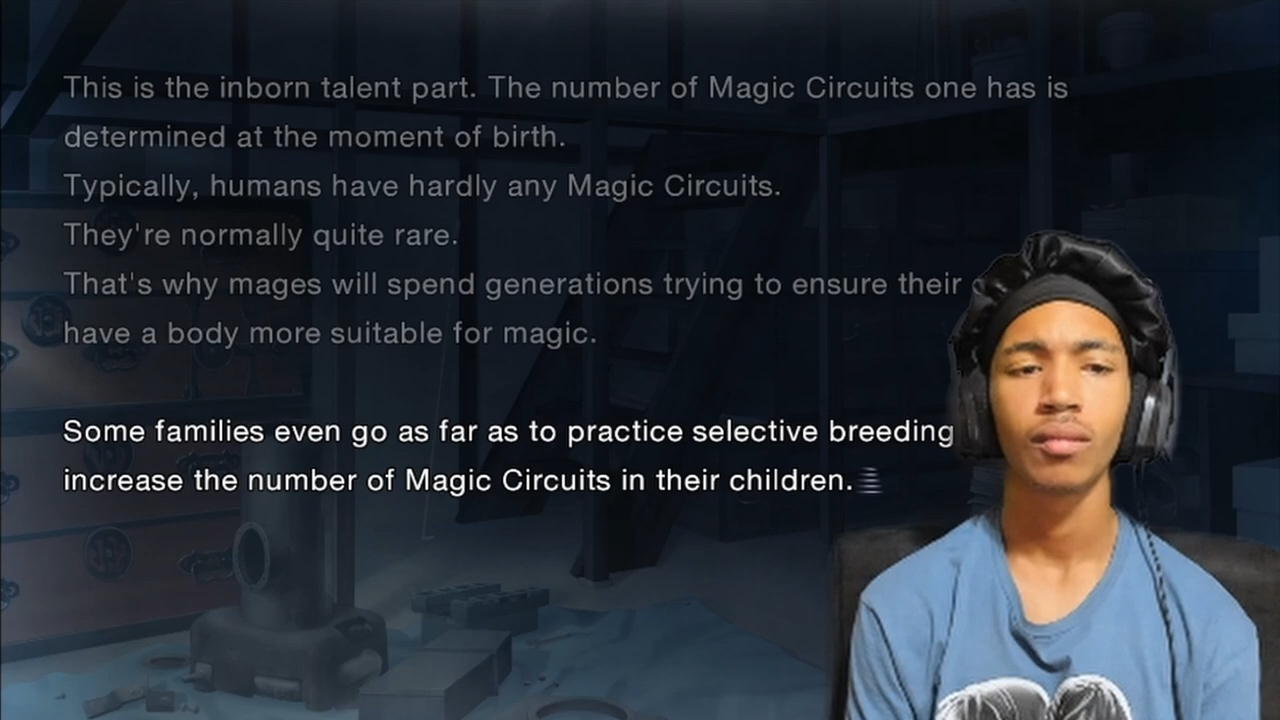 This is the inborn talent part. The number of Magic Circuits one has is
determined at the moment of birth.
Typically, humans have hardly any Magic Circuits.
They're normally quite rare.
That's why mages will spend generations trying to ensure their
have a body more suitable for magic.
Some families even go as far as to practice selective breeding
increase the number of Magic Circuits in their children.